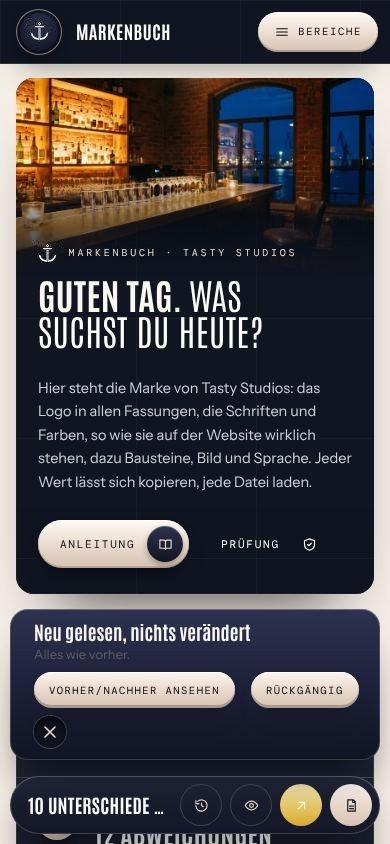 MARKENBUCH
BEREICHE
MARKENBUCH · TASTY STUDIOS
GUTEN TAG. WAS
SUCHST DU HEUTE?
Hier steht die Marke von Tasty Studios: das
Logo in allen Fassungen, die Schriften und
Farben, so wie sie auf der Website wirklich
stehen, dazu Bausteine, Bild und Sprache. Jeder
Wert lässt sich kopieren, jede Datei laden.
ANLEITUNG
PRÜFUNG
Neu gelesen, nichts verändert
Alles wie vorher.
VORHER/NACHHER ANSEHEN
RÜCKGÄNGIG
10 UNTERSCHIEDE …
12 ABWEICHUNGEN